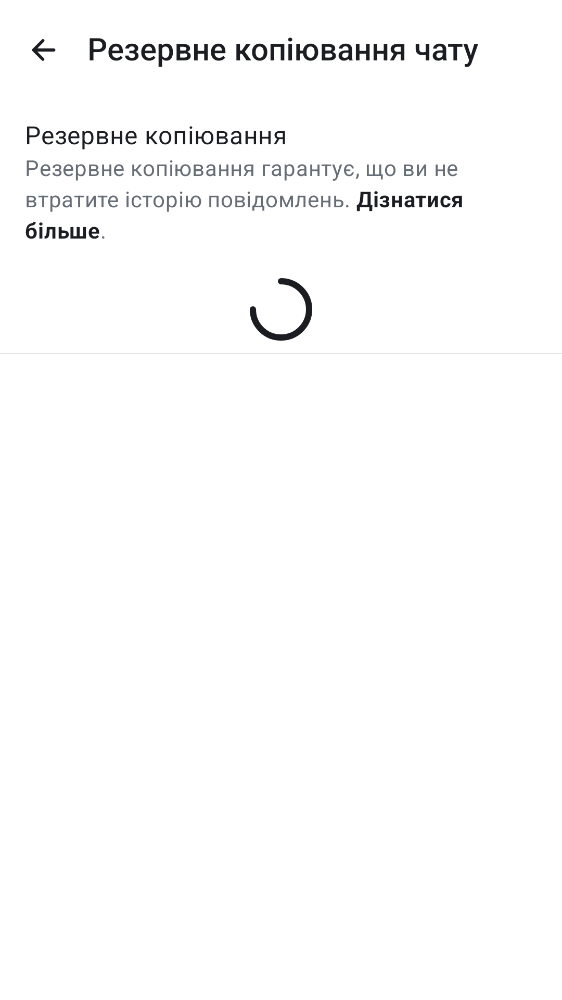 Резервне копіювання чату
Резервне копіювання
Резервне копіювання гарантує, що ви не
втратите історію повідомлень. Дізнатися
більше.